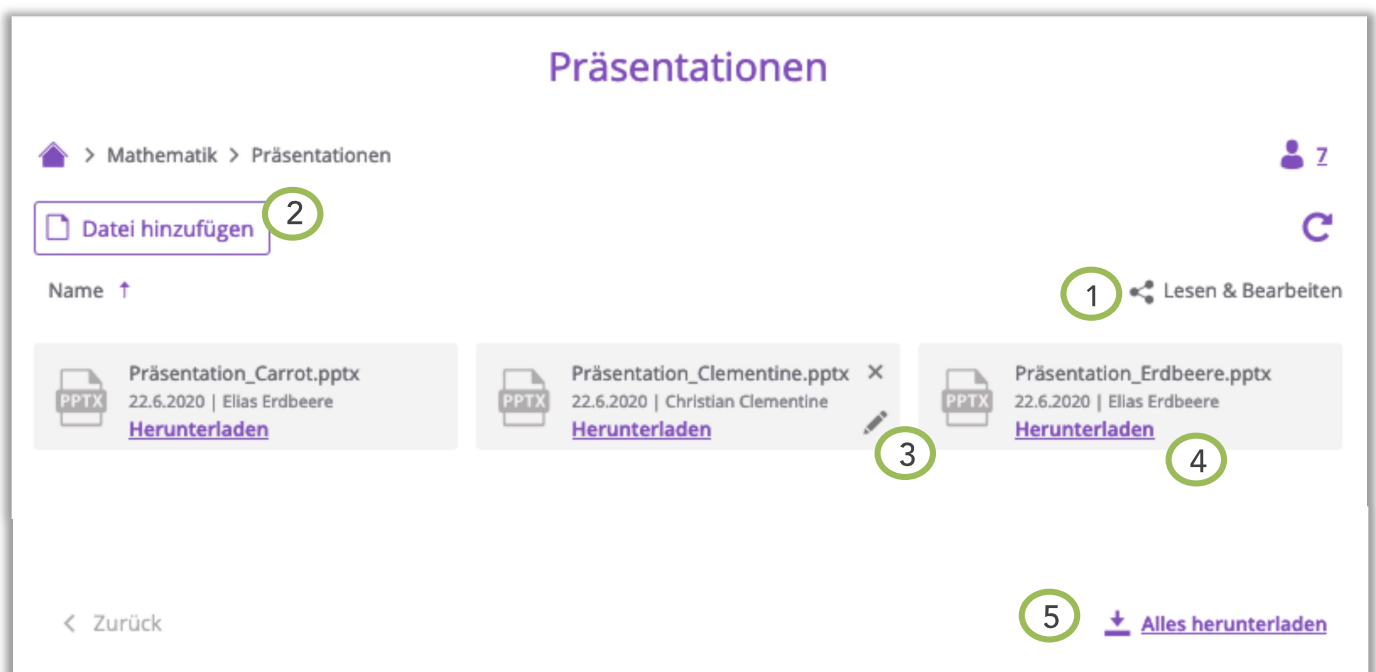 Präsentationen
> Mathematik > Präsentationen
7
Datei hinzufügen
2
Name ↑
1
Lesen & Bearbeiten
PPTX
Präsentation_Carrot.pptx
22.6.2020 | Elias Erdbeere
Herunterladen
PPTX
Präsentation_Clementine.pptx
22.6.2020 | Christian Clementine
Herunterladen
3
PPTX
Präsentation_Erdbeere.pptx
22.6.2020 | Elias Erdbeere
Herunterladen
4
< Zurück
5
Alles herunterladen